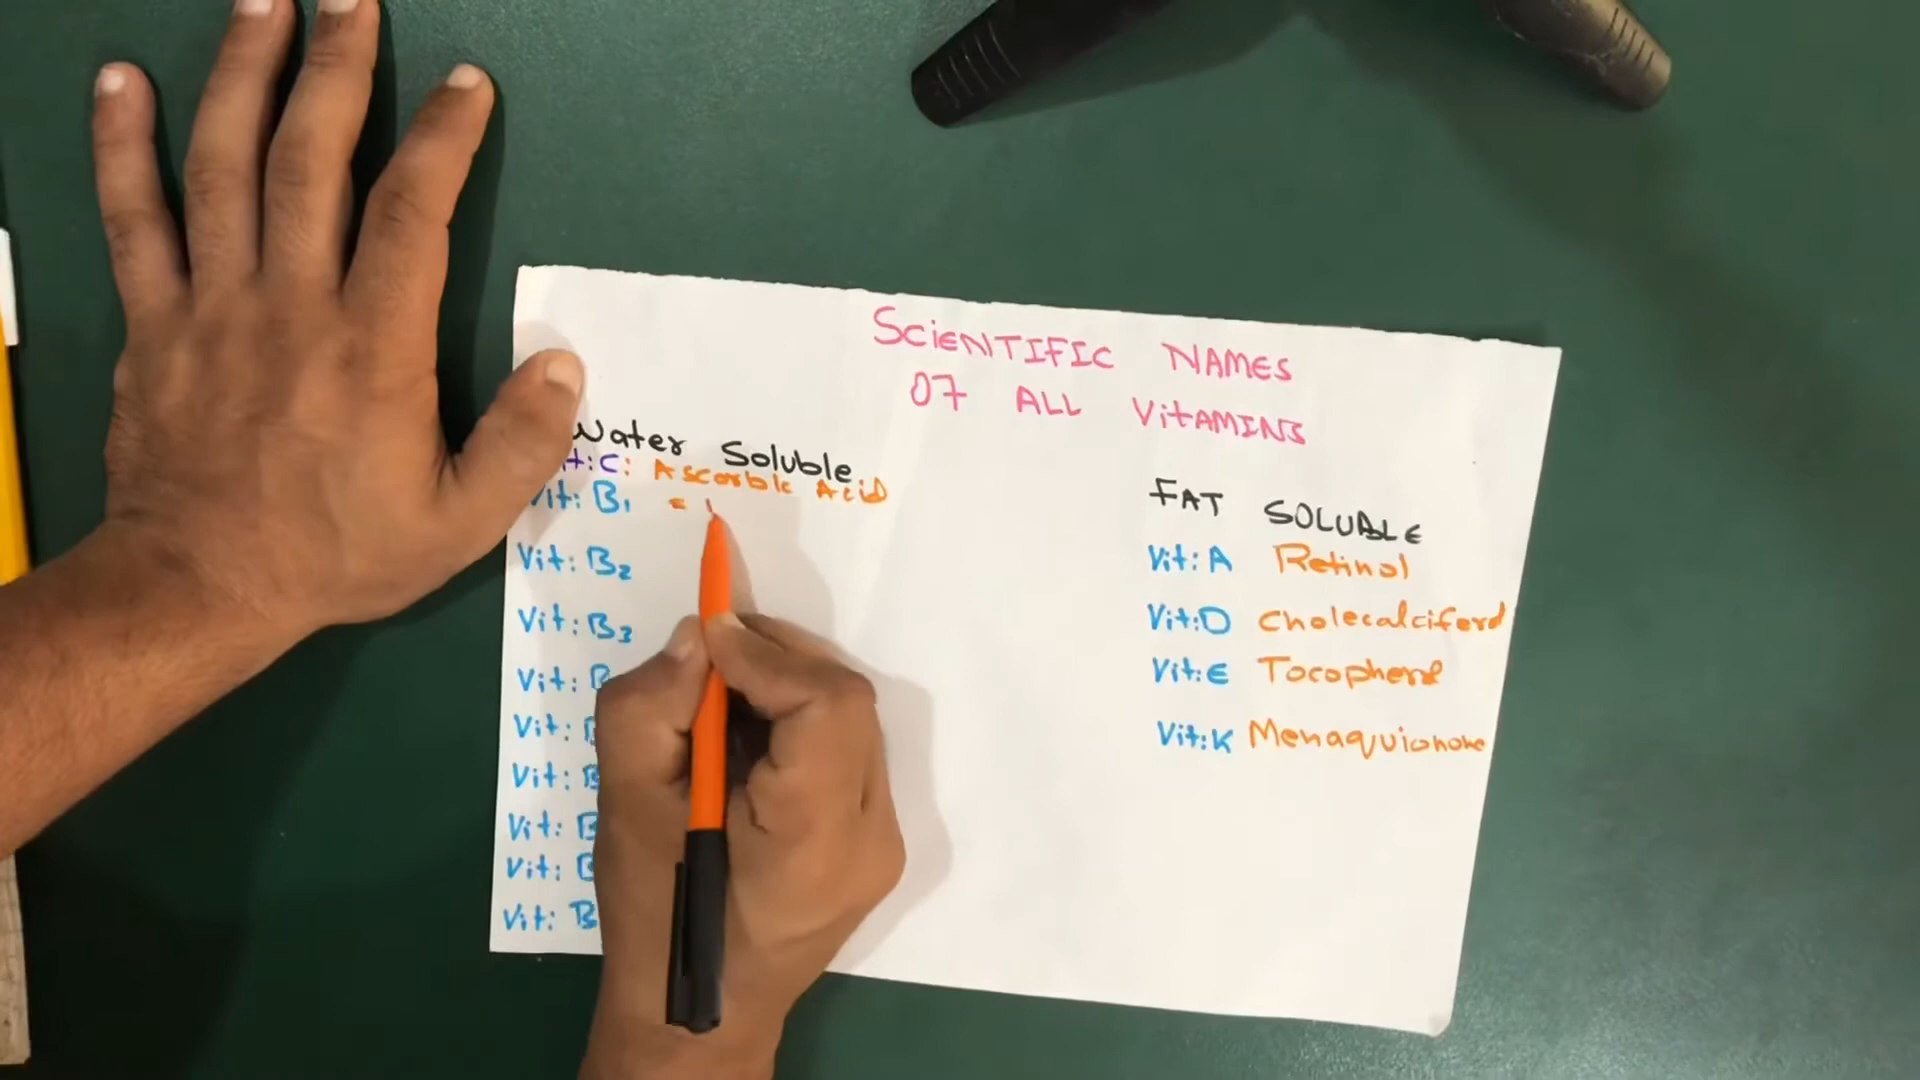 SCIENTIFIC NAMES
OF ALL VITAMINS
Water Soluble
Vit:C: Ascorbic Acid
Vit: B1 =
Vit: B2
Vit: B3
Vit: B
Vit: B
Vit: B
Vit: B
Vit: B
Vit: B
FAT SOLUBLE
Vit:A Retinol
Vit:D Cholecalciferol
Vit:E Tocopherol
Vit:K Menaquionone